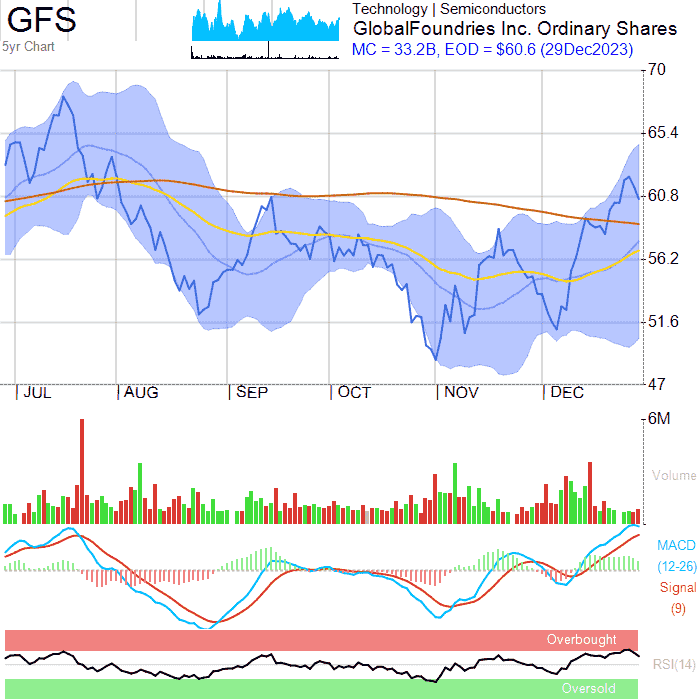 GFS
5yr Chart
Technology | Semiconductors
GlobalFoundries Inc. Ordinary Shares
MC = 33.2B, EOD = $60.6 (29Dec2023)
70
65.4
60.8
56.2
51.6
47
JUL AUG SEP OCT NOV DEC
6M
Volume
MACD
(12-26)
Signal
(9)
Overbought
RSI(14)
Oversold